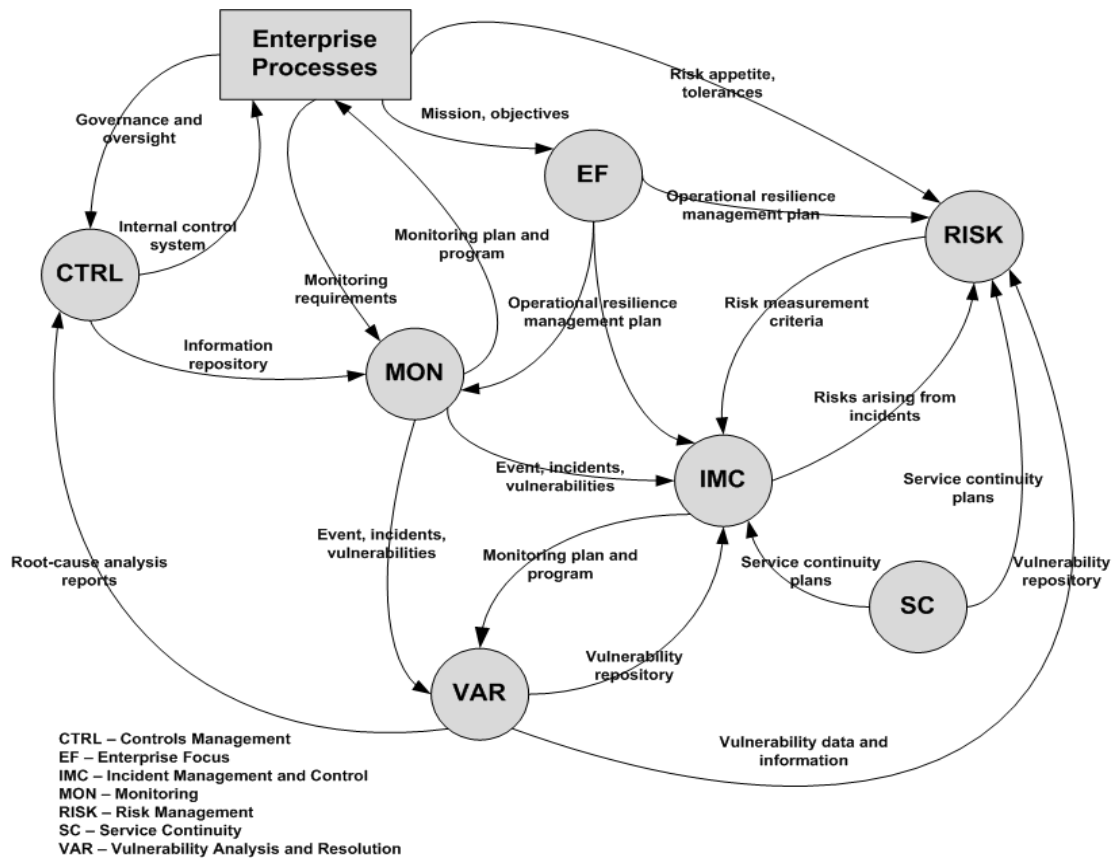 Enterprise
Processes
Risk appetite,
tolerances
Mission, objectives
Governance and
oversight
EF
Operational resilience
management plan
Internal control
system
Monitoring plan and
program
RISK
CTRL
Monitoring
requirements
Operational resilience
management plan
Risk measurement
criteria
Information
repository
MON
Risks arising from
incidents
Event, incidents,
vulnerabilities
IMC
Service continuity
plans
Event, incidents,
vulnerabilities
Root-cause analysis
reports
Monitoring plan and
program
Service continuity
plans
Vulnerability
repository
SC
Vulnerability
repository
VAR
Vulnerability data and
information
CTRL – Controls Management
EF – Enterprise Focus
IMC – Incident Management and Control
MON – Monitoring
RISK – Risk Management
SC – Service Continuity
VAR – Vulnerability Analysis and Resolution